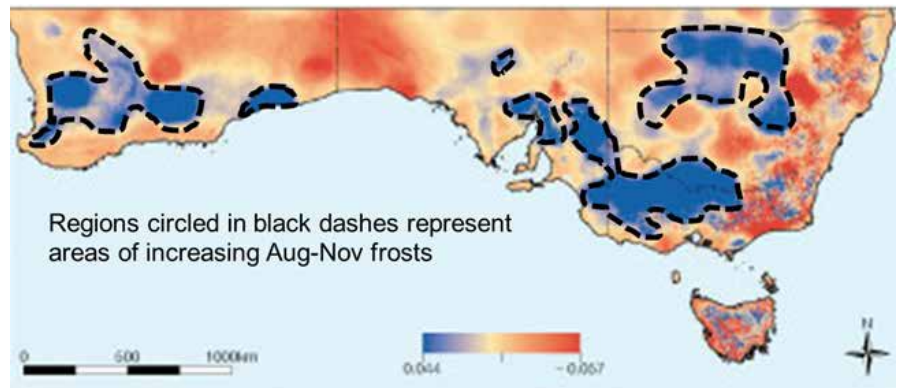 Regions circled in black dashes represent
areas of increasing Aug-Nov frosts
N
0 500 1000km
0.044 -0.057